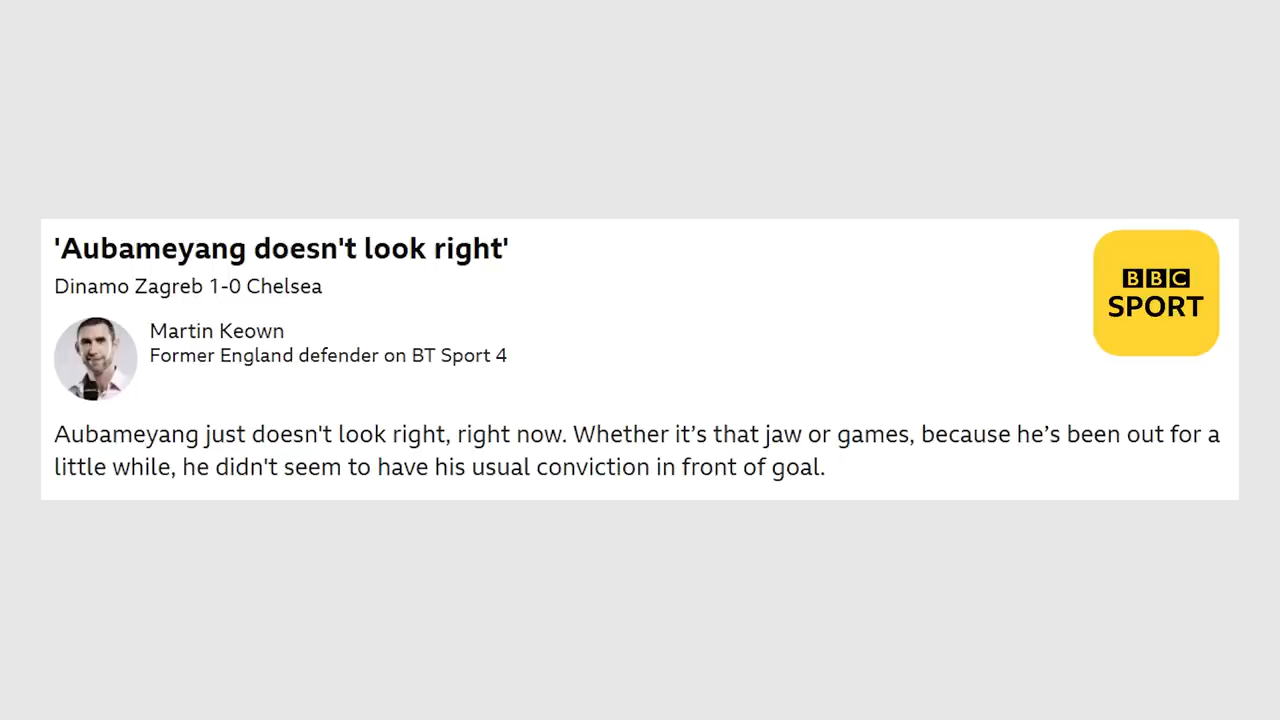 'Aubameyang doesn't look right'
Dinamo Zagreb 1-0 Chelsea
BBC
SPORT
Martin Keown
Former England defender on BT Sport 4
Aubameyang just doesn't look right, right now. Whether it’s that jaw or games, because he’s been out for a
little while, he didn't seem to have his usual conviction in front of goal.